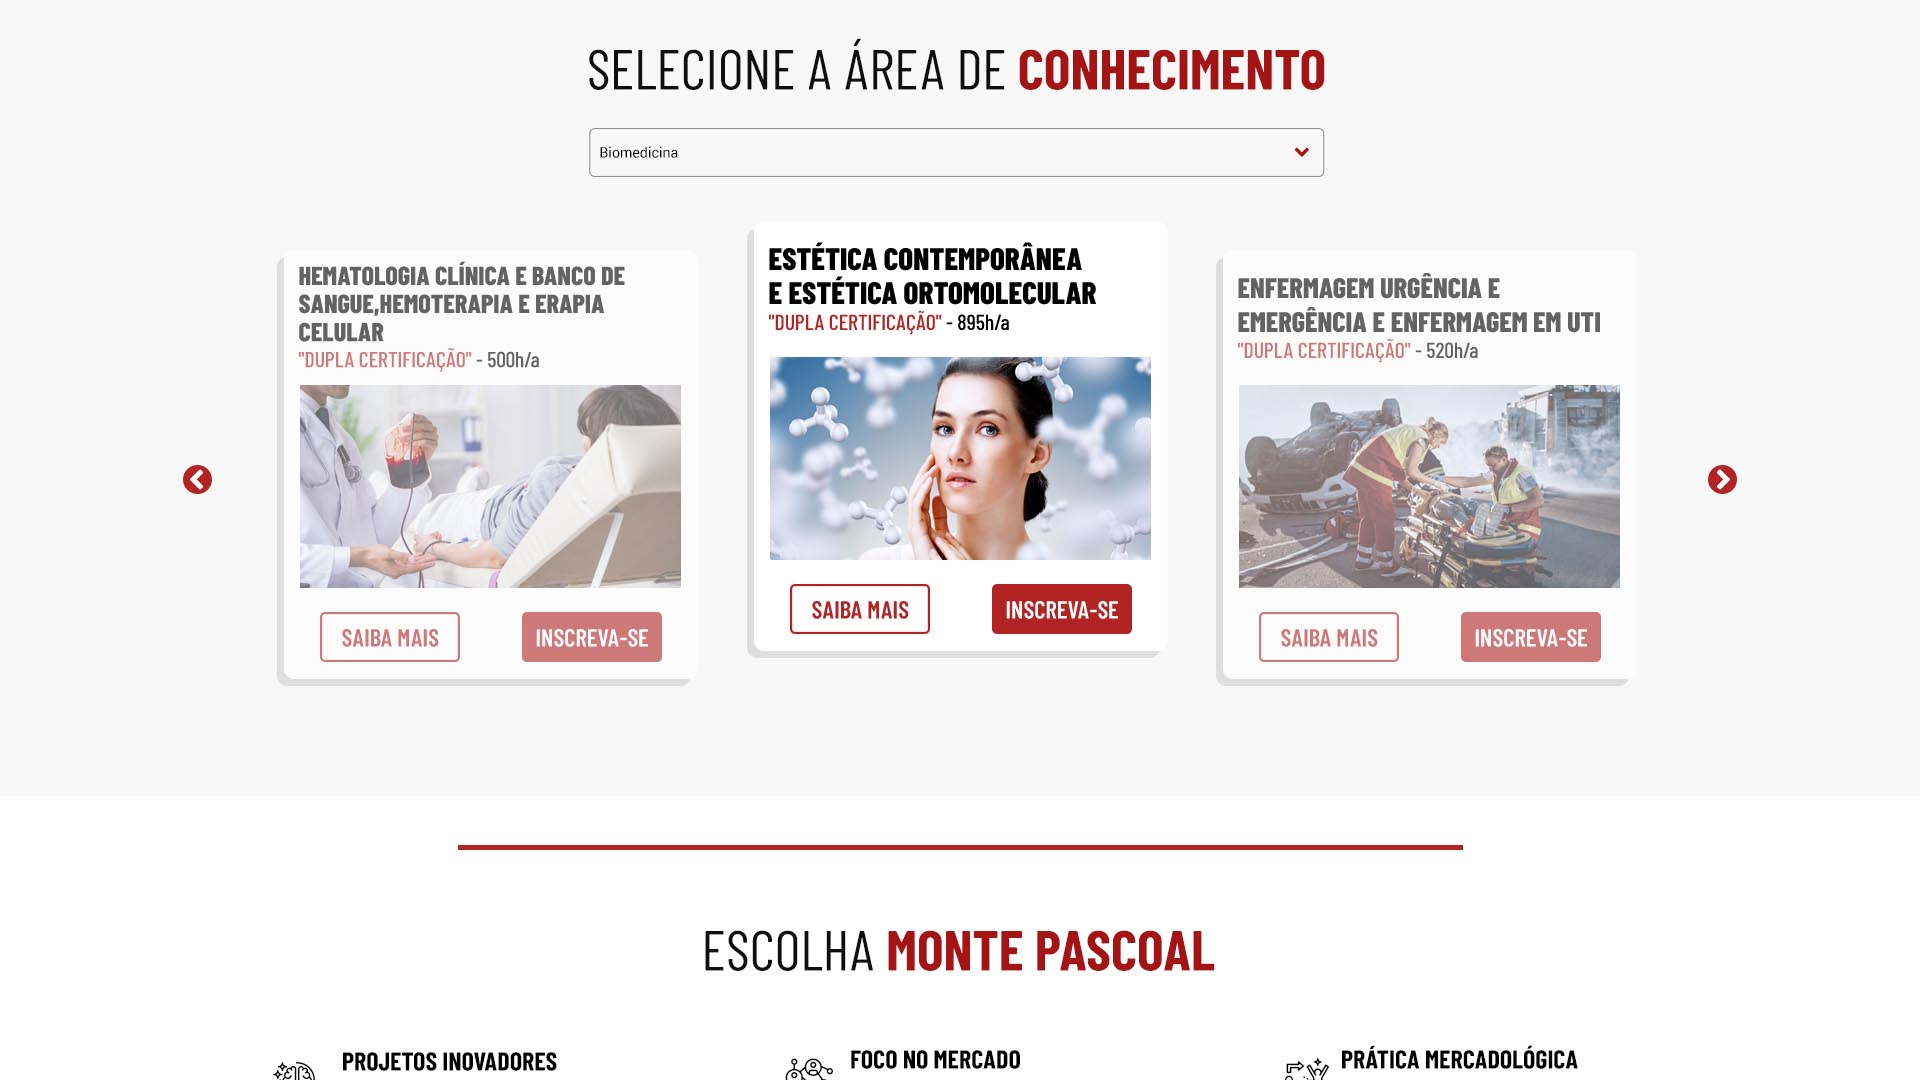 SELECIONE A ÁREA DE CONHECIMENTO
Biomedicina
HEMATOLOGIA CLÍNICA E BANCO DE
SANGUE,HEMOTERAPIA E ERAPIA
CELULAR
"DUPLA CERTIFICAÇÃO" - 500h/a
SAIBA MAIS
INSCREVA-SE
ESTÉTICA CONTEMPORÂNEA
E ESTÉTICA ORTOMOLECULAR
"DUPLA CERTIFICAÇÃO" - 895h/a
SAIBA MAIS
INSCREVA-SE
ENFERMAGEM URGÊNCIA E
EMERGÊNCIA E ENFERMAGEM EM UTI
"DUPLA CERTIFICAÇÃO" - 520h/a
SAIBA MAIS
INSCREVA-SE
ESCOLHA MONTE PASCOAL
PROJETOS INOVADORES
FOCO NO MERCADO
PRÁTICA MERCADOLÓGICA